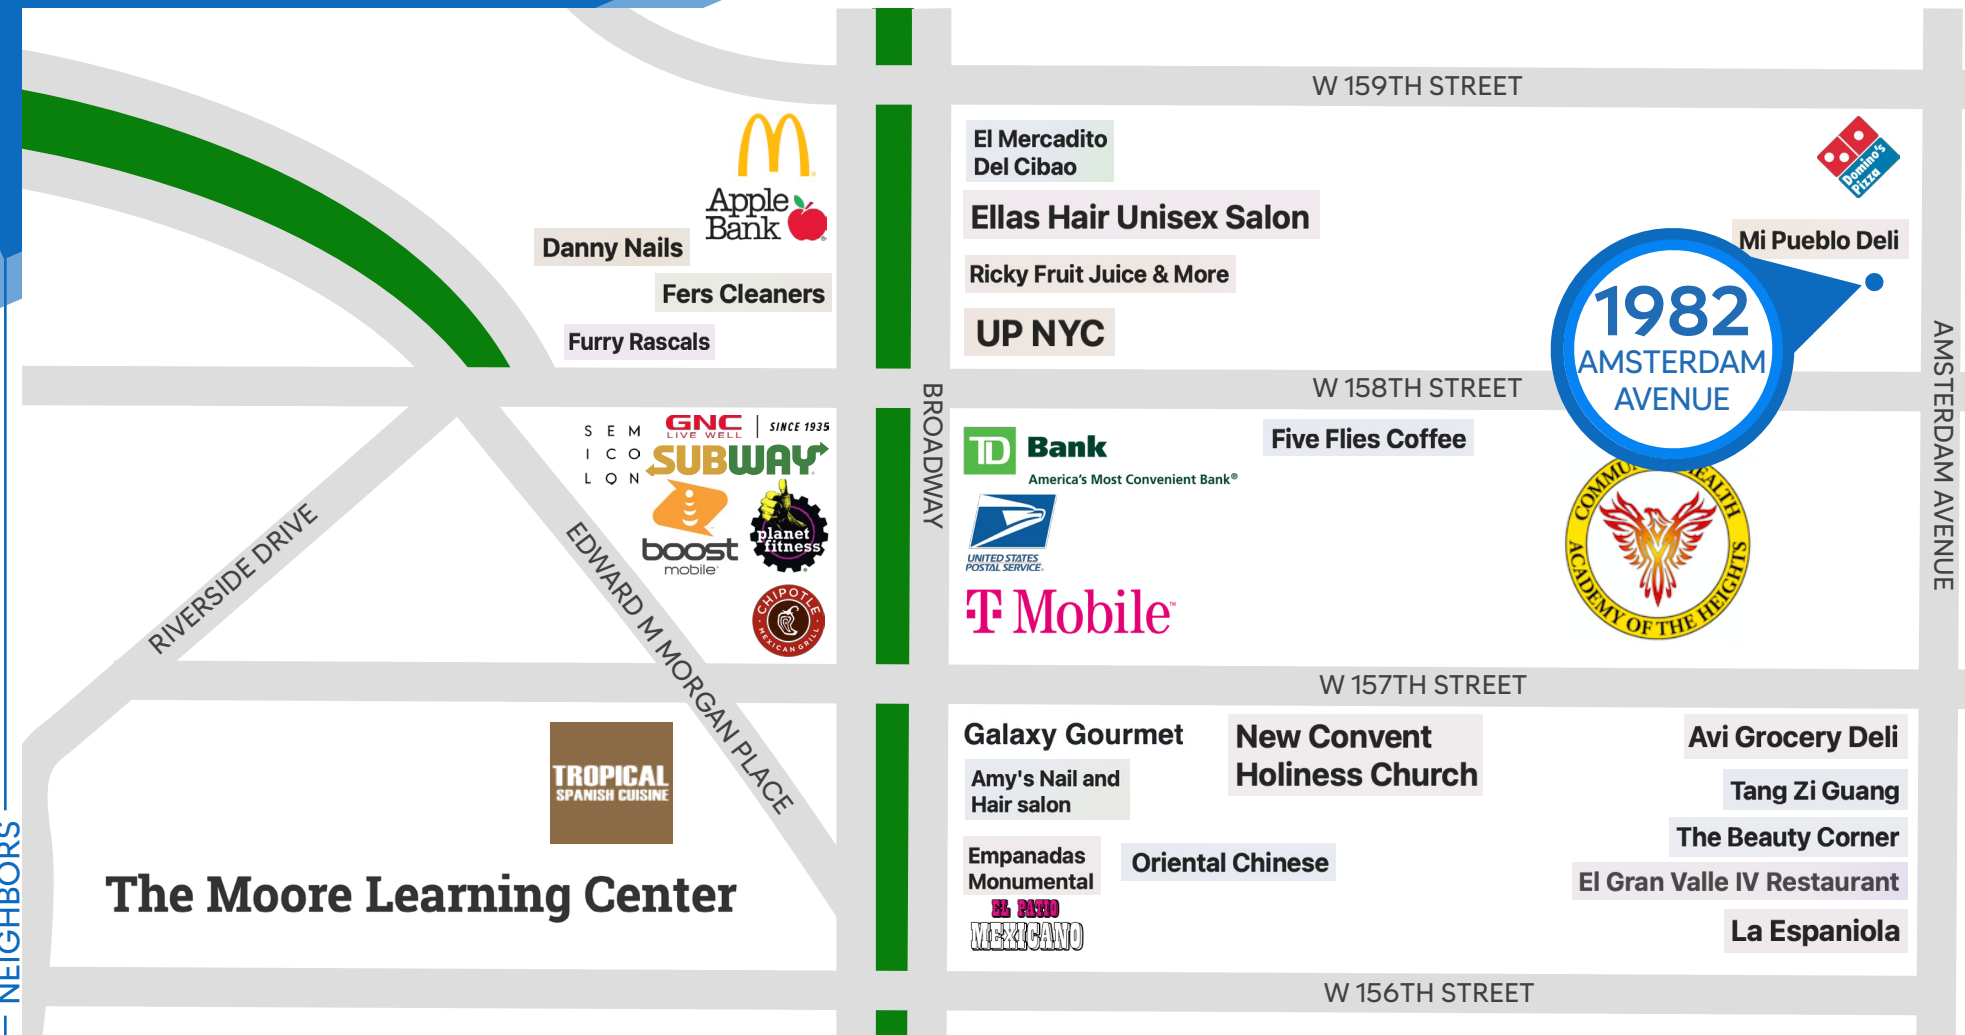 W 159TH STREET
Apple
Bank
Danny Nails
Fers Cleaners
Furry Rascals
El Mercadito
Del Cibao
Ellas Hair Unisex Salon
Ricky Fruit Juice & More
UP NYC
Domino's
Pizza
Mi Pueblo Deli
1982
AMSTERDAM
AVENUE
W 158TH STREET
BROADWAY
AMSTERDAM AVENUE
SEM
ICO
LON
GNC
LIVE WELL
SINCE 1935
SUBWAY
boost
mobile
planet
fitness
CHIPOTLE
MEXICAN GRILL
RIVERSIDE DRIVE
EDWARD M MORGAN PLACE
TD Bank
America's Most Convenient Bank®
UNITED STATES
POSTAL SERVICE
T Mobile™
Five Flies Coffee
ACADEMY OF THE HEIGHTS
W 157TH STREET
TROPICAL
SPANISH CUISINE
The Moore Learning Center
Galaxy Gourmet
Amy's Nail and
Hair salon
Empanadas
Monumental
EL PATIO
MEXICANO
New Convent
Holiness Church
Oriental Chinese
Avi Grocery Deli
Tang Zi Guang
The Beauty Corner
El Gran Valle IV Restaurant
La Espaniola
W 156TH STREET
NEIGHBORS